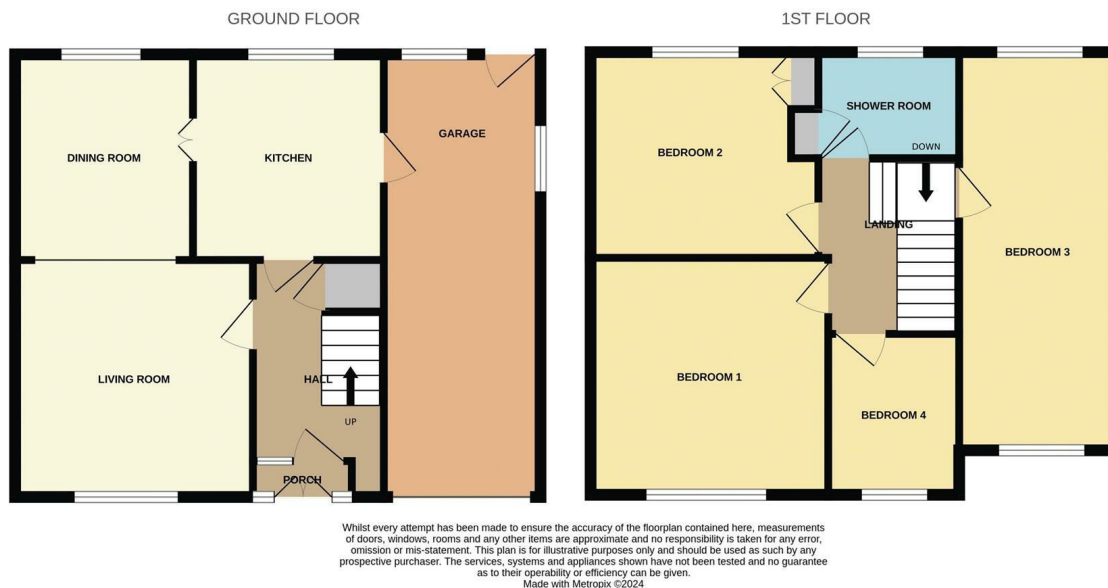 GROUND FLOOR
DINING ROOM
KITCHEN
GARAGE
LIVING ROOM
HALL
UP
PORCH
1ST FLOOR
SHOWER ROOM
BEDROOM 2
DOWN
LANDING
BEDROOM 3
BEDROOM 1
BEDROOM 4
Whilst every attempt has been made to ensure the accuracy of the floorplan contained here, measurements
of doors, windows, rooms and any other items are approximate and no responsibility is taken for any error,
omission or mis-statement. This plan is for illustrative purposes only and should be used as such by any
prospective purchaser. The services, systems and appliances shown have not been tested and no guarantee
as to their operability or efficiency can be given.
Made with Metropix ©2024